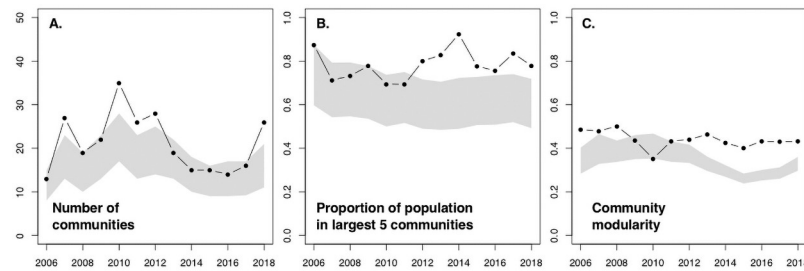 A.
50
40
30
20
10
0
Number of
communities
2006 2008 2010 2012 2014 2016 2018
B.
1.0
0.8
0.6
0.4
0.2
0.0
Proportion of population
in largest 5 communities
2006 2008 2010 2012 2014 2016 2018
C.
1.0
0.8
0.6
0.4
0.2
0.0
Community
modularity
2006 2008 2010 2012 2014 2016 2018